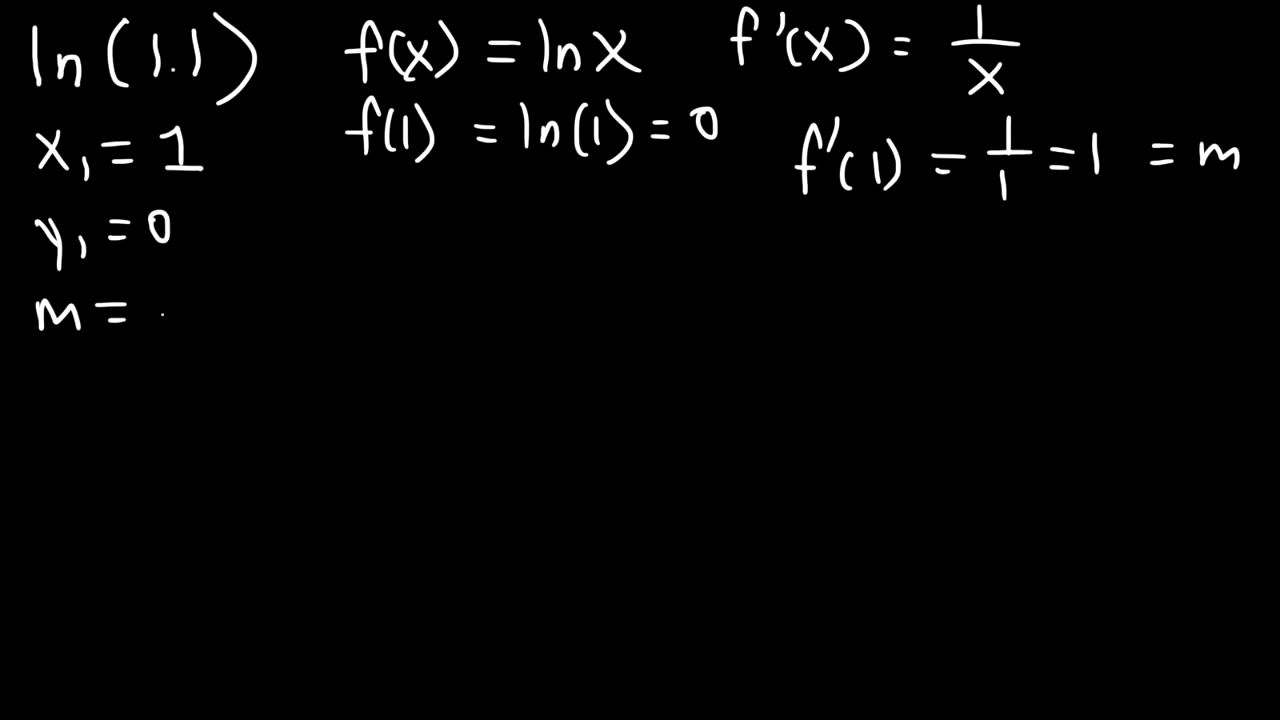 ln(1.1) f(x) = ln x f'(x) = 1/x
x₁ = 1 f(1) = ln(1) = 0 f'(1) = 1/1 = 1 = m
y₁ = 0
m =